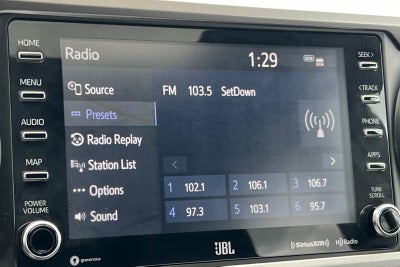 HOME
MENU
AUDIO
MAP
POWER
VOLUME
Radio
1:29
Source
Presets
Radio Replay
Station List
Options
Sound
FM 103.5 SetDown
1 102.1 2 106.1 3 106.7
4 97.3 5 103.1 6 95.7
SEEK >
< TRACK
PHONE
APPS
TUNE
SCROLL
gracenote
JBL
SiriusXM
HD Radio